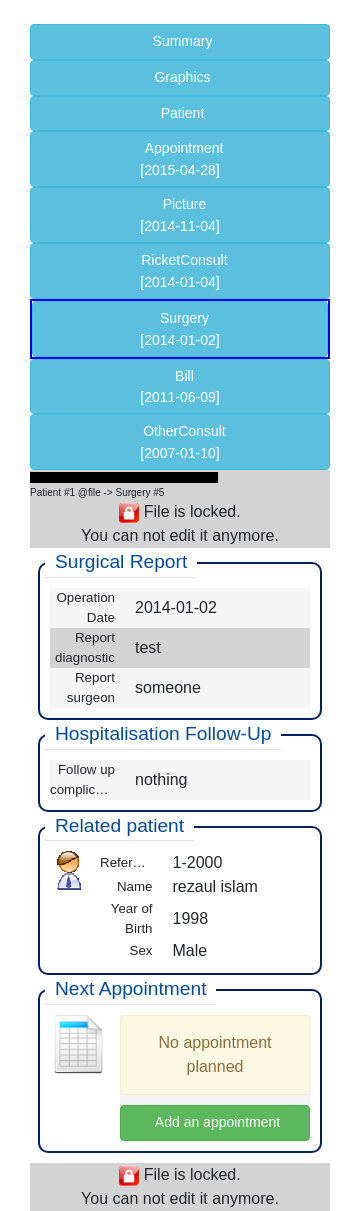 Summary
Graphics
Patient
Appointment
[2015-04-28]
Picture
[2014-11-04]
RicketConsult
[2014-01-04]
Surgery
[2014-01-02]
Bill
[2011-06-09]
OtherConsult
[2007-01-10]
Patient #1 @file -> Surgery #5
File is locked.
You can not edit it anymore.
Surgical Report
Operation
Date
2014-01-02
Report
diagnostic
test
Report
surgeon
someone
Hospitalisation Follow-Up
Follow up
complic…
nothing
Related patient
Refer…
1-2000
Name
rezaul islam
Year of
Birth
1998
Sex
Male
Next Appointment
No appointment
planned
Add an appointment
File is locked.
You can not edit it anymore.